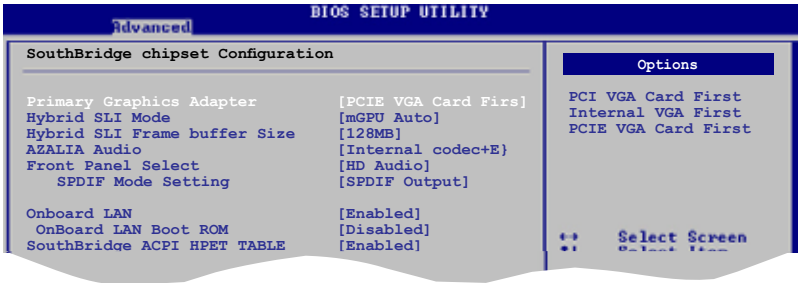 BIOS SETUP UTILITY
Advanced
SouthBridge chipset Configuration
Options
Primary Graphics Adapter [PCIE VGA Card Firs]
Hybrid SLI Mode [mGPU Auto]
Hybrid SLI Frame buffer Size [128MB]
AZALIA Audio [Internal codec+E}
Front Panel Select [HD Audio]
SPDIF Mode Setting [SPDIF Output]
Onboard LAN [Enabled]
OnBoard LAN Boot ROM [Disabled]
SouthBridge ACPI HPET TABLE [Enabled]
PCI VGA Card First
Internal VGA First
PCIE VGA Card First
↔ Select Screen
Select Item